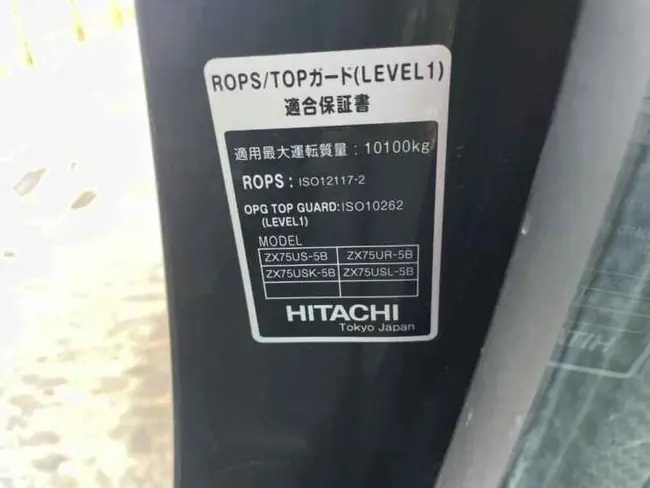 ROPS/TOPガード(LEVEL1)
適合保証書
適用最大運転質量：10100kg
ROPS：ISO12117-2
OPG TOP GUARD:ISO10262
(LEVEL1)
MODEL
ZX75US-5B ZX75UR-5B
ZX75USK-5B ZX75USL-5B
HITACHI
Tokyo Japan